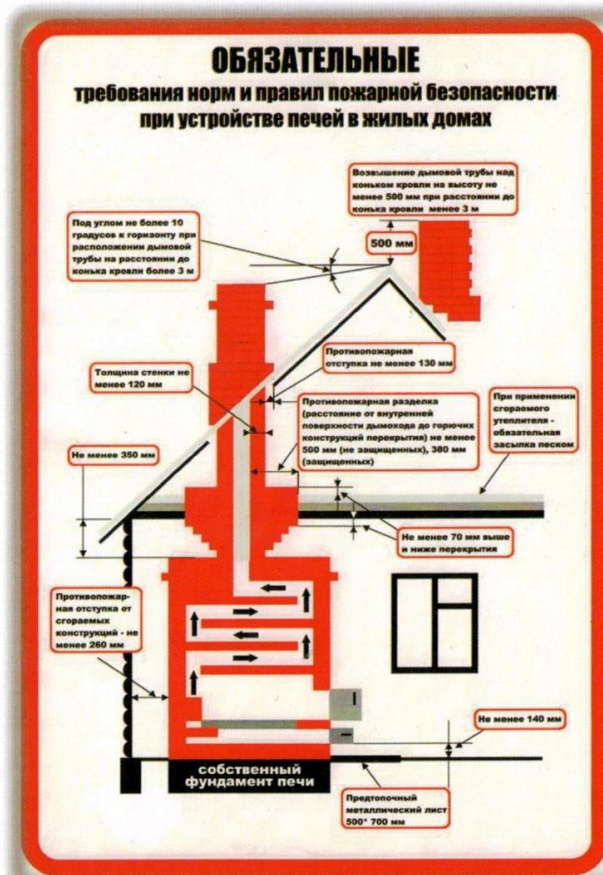 ОБЯЗАТЕЛЬНЫЕ
требования норм и правил пожарной безопасности
при устройстве печей в жилых домах
Возвышение дымовой трубы над
коньком кровли на высоту не
менее 500 мм при расстоянии до
конька кровли менее 3 м
Под углом не более 10
градусов к горизонту при
расположении дымовой
трубы на расстоянии до
конька кровли более 3 м
500 мм
Противопожарная
отступка не менее 130 мм
Толщина стенки не
менее 120 мм
Противопожарная разделка
(расстояние от внутренней
поверхности дымохода до горючих
конструкций перекрытия) не менее
500 мм (не защищенных), 380 мм
(защищенных)
При применении
сгораемого
утеплителя -
обязательная
засыпка песком
Не менее 350 мм
Не менее 70 мм выше
и ниже перекрытия
Противопожар-
ная отступка от
сгораемых
конструкций - не
менее 260 мм
Не менее 140 мм
собственный
фундамент печи
Предтопочный
металлический лист
500* 700 мм